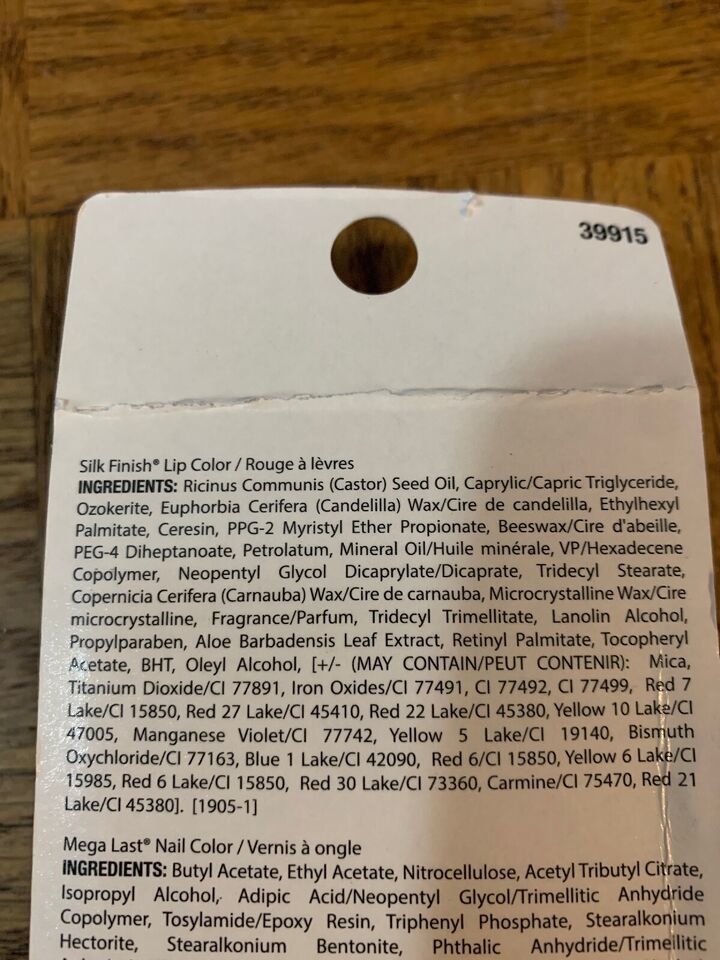 39915
Silk Finish® Lip Color / Rouge à lèvres
INGREDIENTS: Ricinus Communis (Castor) Seed Oil, Caprylic/Capric Triglyceride,
Ozokerite, Euphorbia Cerifera (Candelilla) Wax/Cire de candelilla, Ethylhexyl
Palmitate, Ceresin, PPG-2 Myristyl Ether Propionate, Beeswax/Cire d'abeille,
PEG-4 Diheptanoate, Petrolatum, Mineral Oil/Huile minérale, VP/Hexadecene
Copolymer, Neopentyl Glycol Dicaprylate/Dicaprate, Tridecyl Stearate,
Copernicia Cerifera (Carnauba) Wax/Cire de carnauba, Microcrystalline Wax/Cire
microcrystalline, Fragrance/Parfum, Tridecyl Trimellitate, Lanolin Alcohol,
Propylparaben, Aloe Barbadensis Leaf Extract, Retinyl Palmitate, Tocopheryl
Acetate, BHT, Oleyl Alcohol, [+/- (MAY CONTAIN/PEUT CONTENIR): Mica,
Titanium Dioxide/CI 77891, Iron Oxides/CI 77491, CI 77492, CI 77499, Red 7
Lake/CI 15850, Red 27 Lake/CI 45410, Red 22 Lake/CI 45380, Yellow 10 Lake/CI
47005, Manganese Violet/CI 77742, Yellow 5 Lake/CI 19140, Bismuth
Oxychloride/CI 77163, Blue 1 Lake/CI 42090, Red 6/CI 15850, Yellow 6 Lake/CI
15985, Red 6 Lake/CI 15850, Red 30 Lake/CI 73360, Carmine/CI 75470, Red 21
Lake/CI 45380]. [1905-1]
Mega Last® Nail Color / Vernis à ongle
INGREDIENTS: Butyl Acetate, Ethyl Acetate, Nitrocellulose, Acetyl Tributyl Citrate,
Isopropyl Alcohol, Adipic Acid/Neopentyl Glycol/Trimellitic Anhydride
Copolymer, Tosylamide/Epoxy Resin, Triphenyl Phosphate, Stearalkonium
Hectorite, Stearalkonium Bentonite, Phthalic Anhydride/Trimellitic